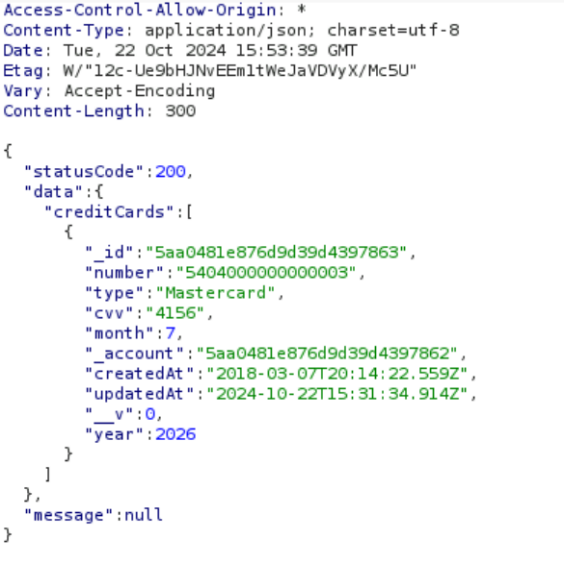 Access-Control-Allow-Origin: *
Content-Type: application/json; charset=utf-8
Date: Tue, 22 Oct 2024 15:53:39 GMT
Etag: W/"12c-Ue9bHJNvEEm1tWeJaVDVyX/Mc5U"
Vary: Accept-Encoding
Content-Length: 300

{
  "statusCode":200,
  "data":{
    "creditCards":[
      {
        "_id":"5aa0481e876d9d39d4397863",
        "number":"5404000000000003",
        "type":"Mastercard",
        "cvv":"4156",
        "month":7,
        "_account":"5aa0481e876d9d39d4397862",
        "createdAt":"2018-03-07T20:14:22.559Z",
        "updatedAt":"2024-10-22T15:31:34.914Z",
        "__v":0,
        "year":2026
      }
    ]
  },
  "message":null
}